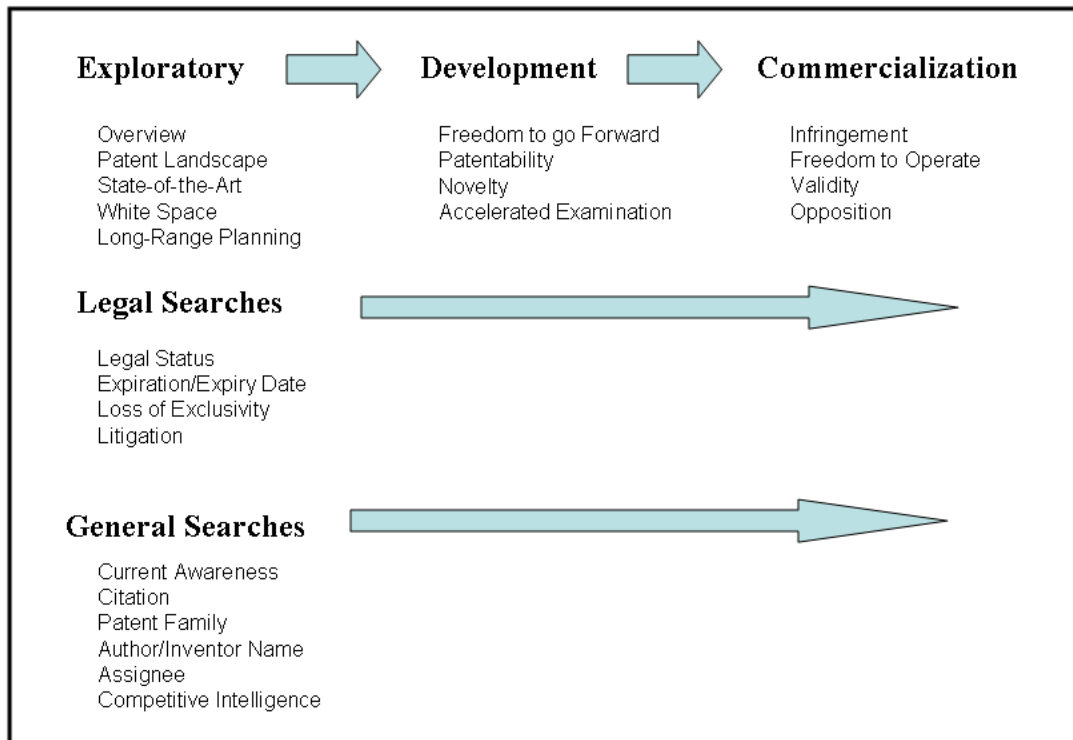 Exploratory
Development
Commercialization
Overview
Patent Landscape
State-of-the-Art
White Space
Long-Range Planning
Freedom to go Forward
Patentability
Novelty
Accelerated Examination
Infringement
Freedom to Operate
Validity
Opposition
Legal Searches
Legal Status
Expiration/Expiry Date
Loss of Exclusivity
Litigation
General Searches
Current Awareness
Citation
Patent Family
Author/Inventor Name
Assignee
Competitive Intelligence